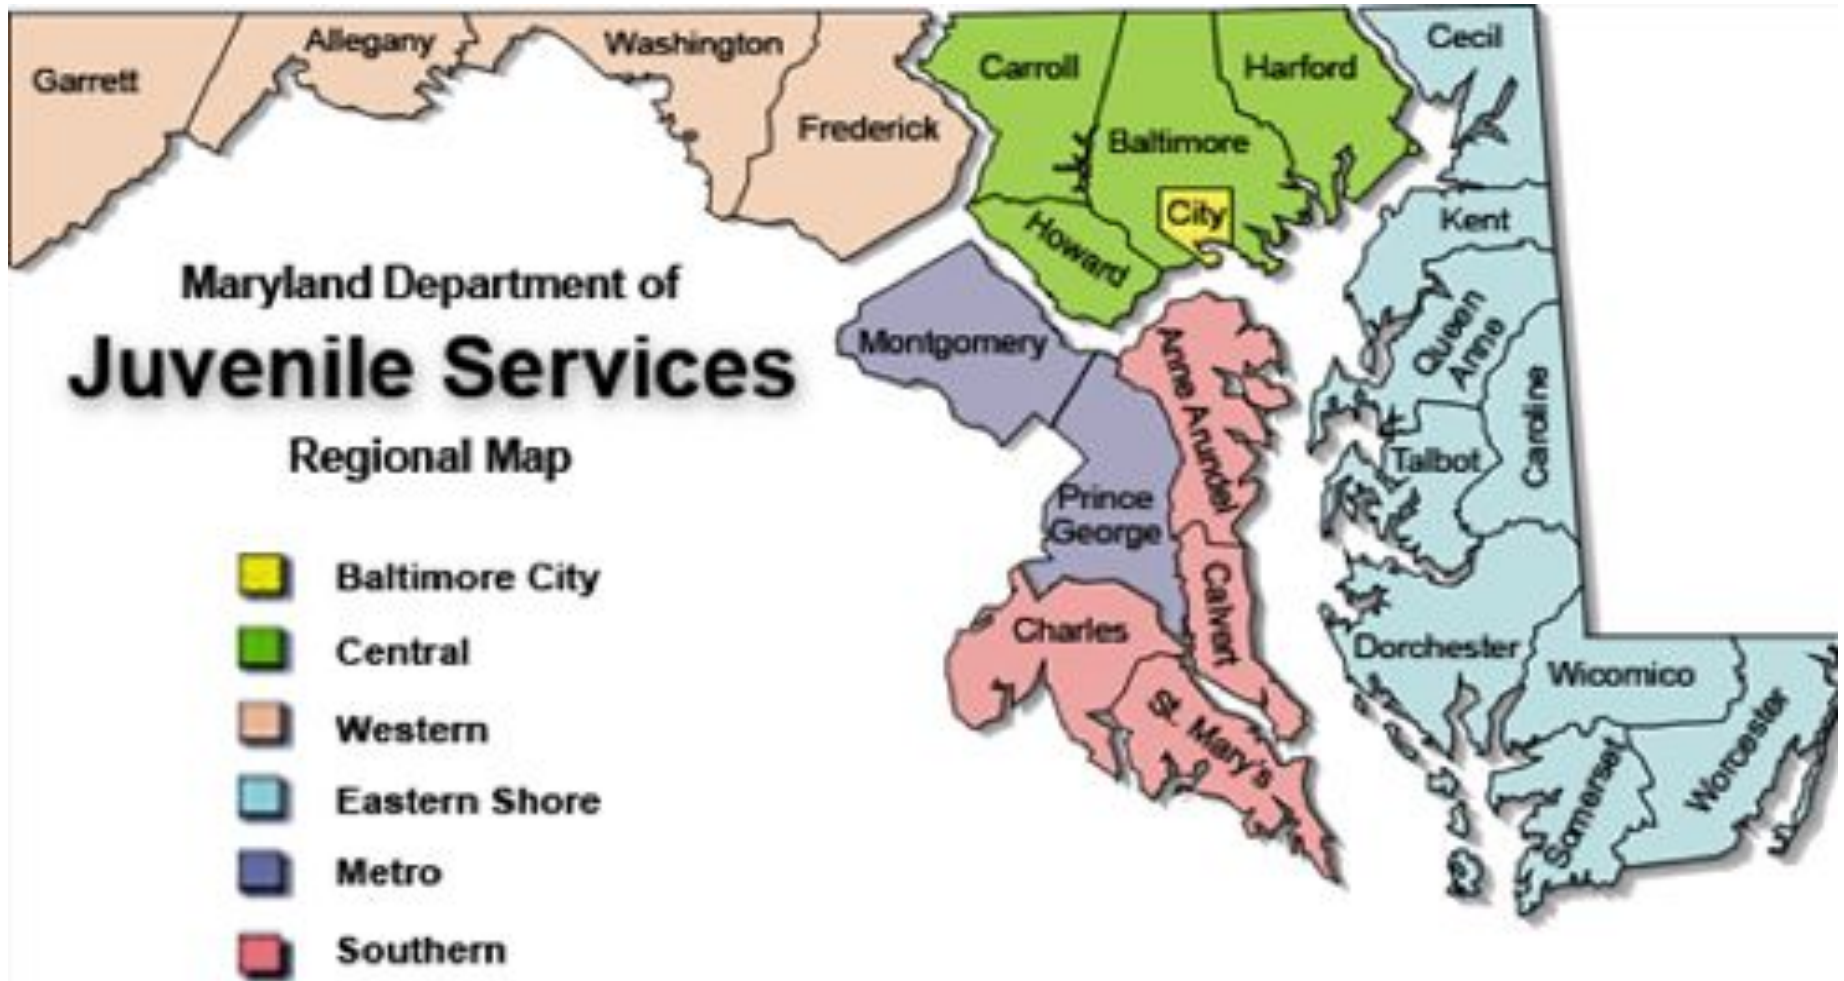 Garrett
Allegany
Washington
Frederick
Carroll
Baltimore
Harford
Cecil
City
Howard
Kent
Montgomery
Anne Arundel
Queen
Anne
Caroline
Talbot
Prince
George
Calvert
Charles
St. Mary's
Dorchester
Wicomico
Somerset
Worcester
Maryland Department of
Juvenile Services
Regional Map
Baltimore City
Central
Western
Eastern Shore
Metro
Southern